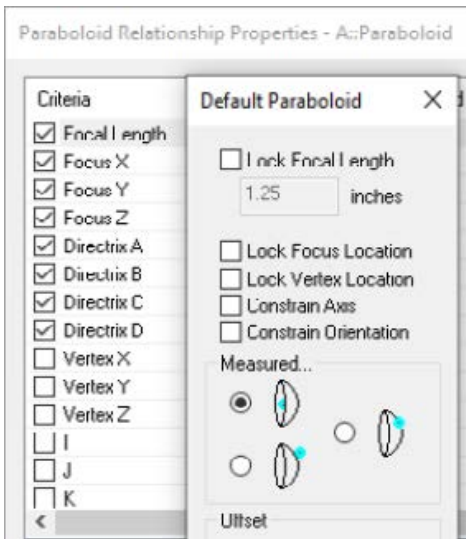 Paraboloid Relationship Properties - A::Paraboloid
Criteria
Focal Length
Focus X
Focus Y
Focus Z
Directrix A
Directrix B
Directrix C
Directrix D
Vertex X
Vertex Y
Vertex Z
I
J
K
Default Paraboloid
Lock Focal Length
1.25 inches
Lock Focus Location
Lock Vertex Location
Constrain Axis
Constrain Orientation
Measured...
Offset